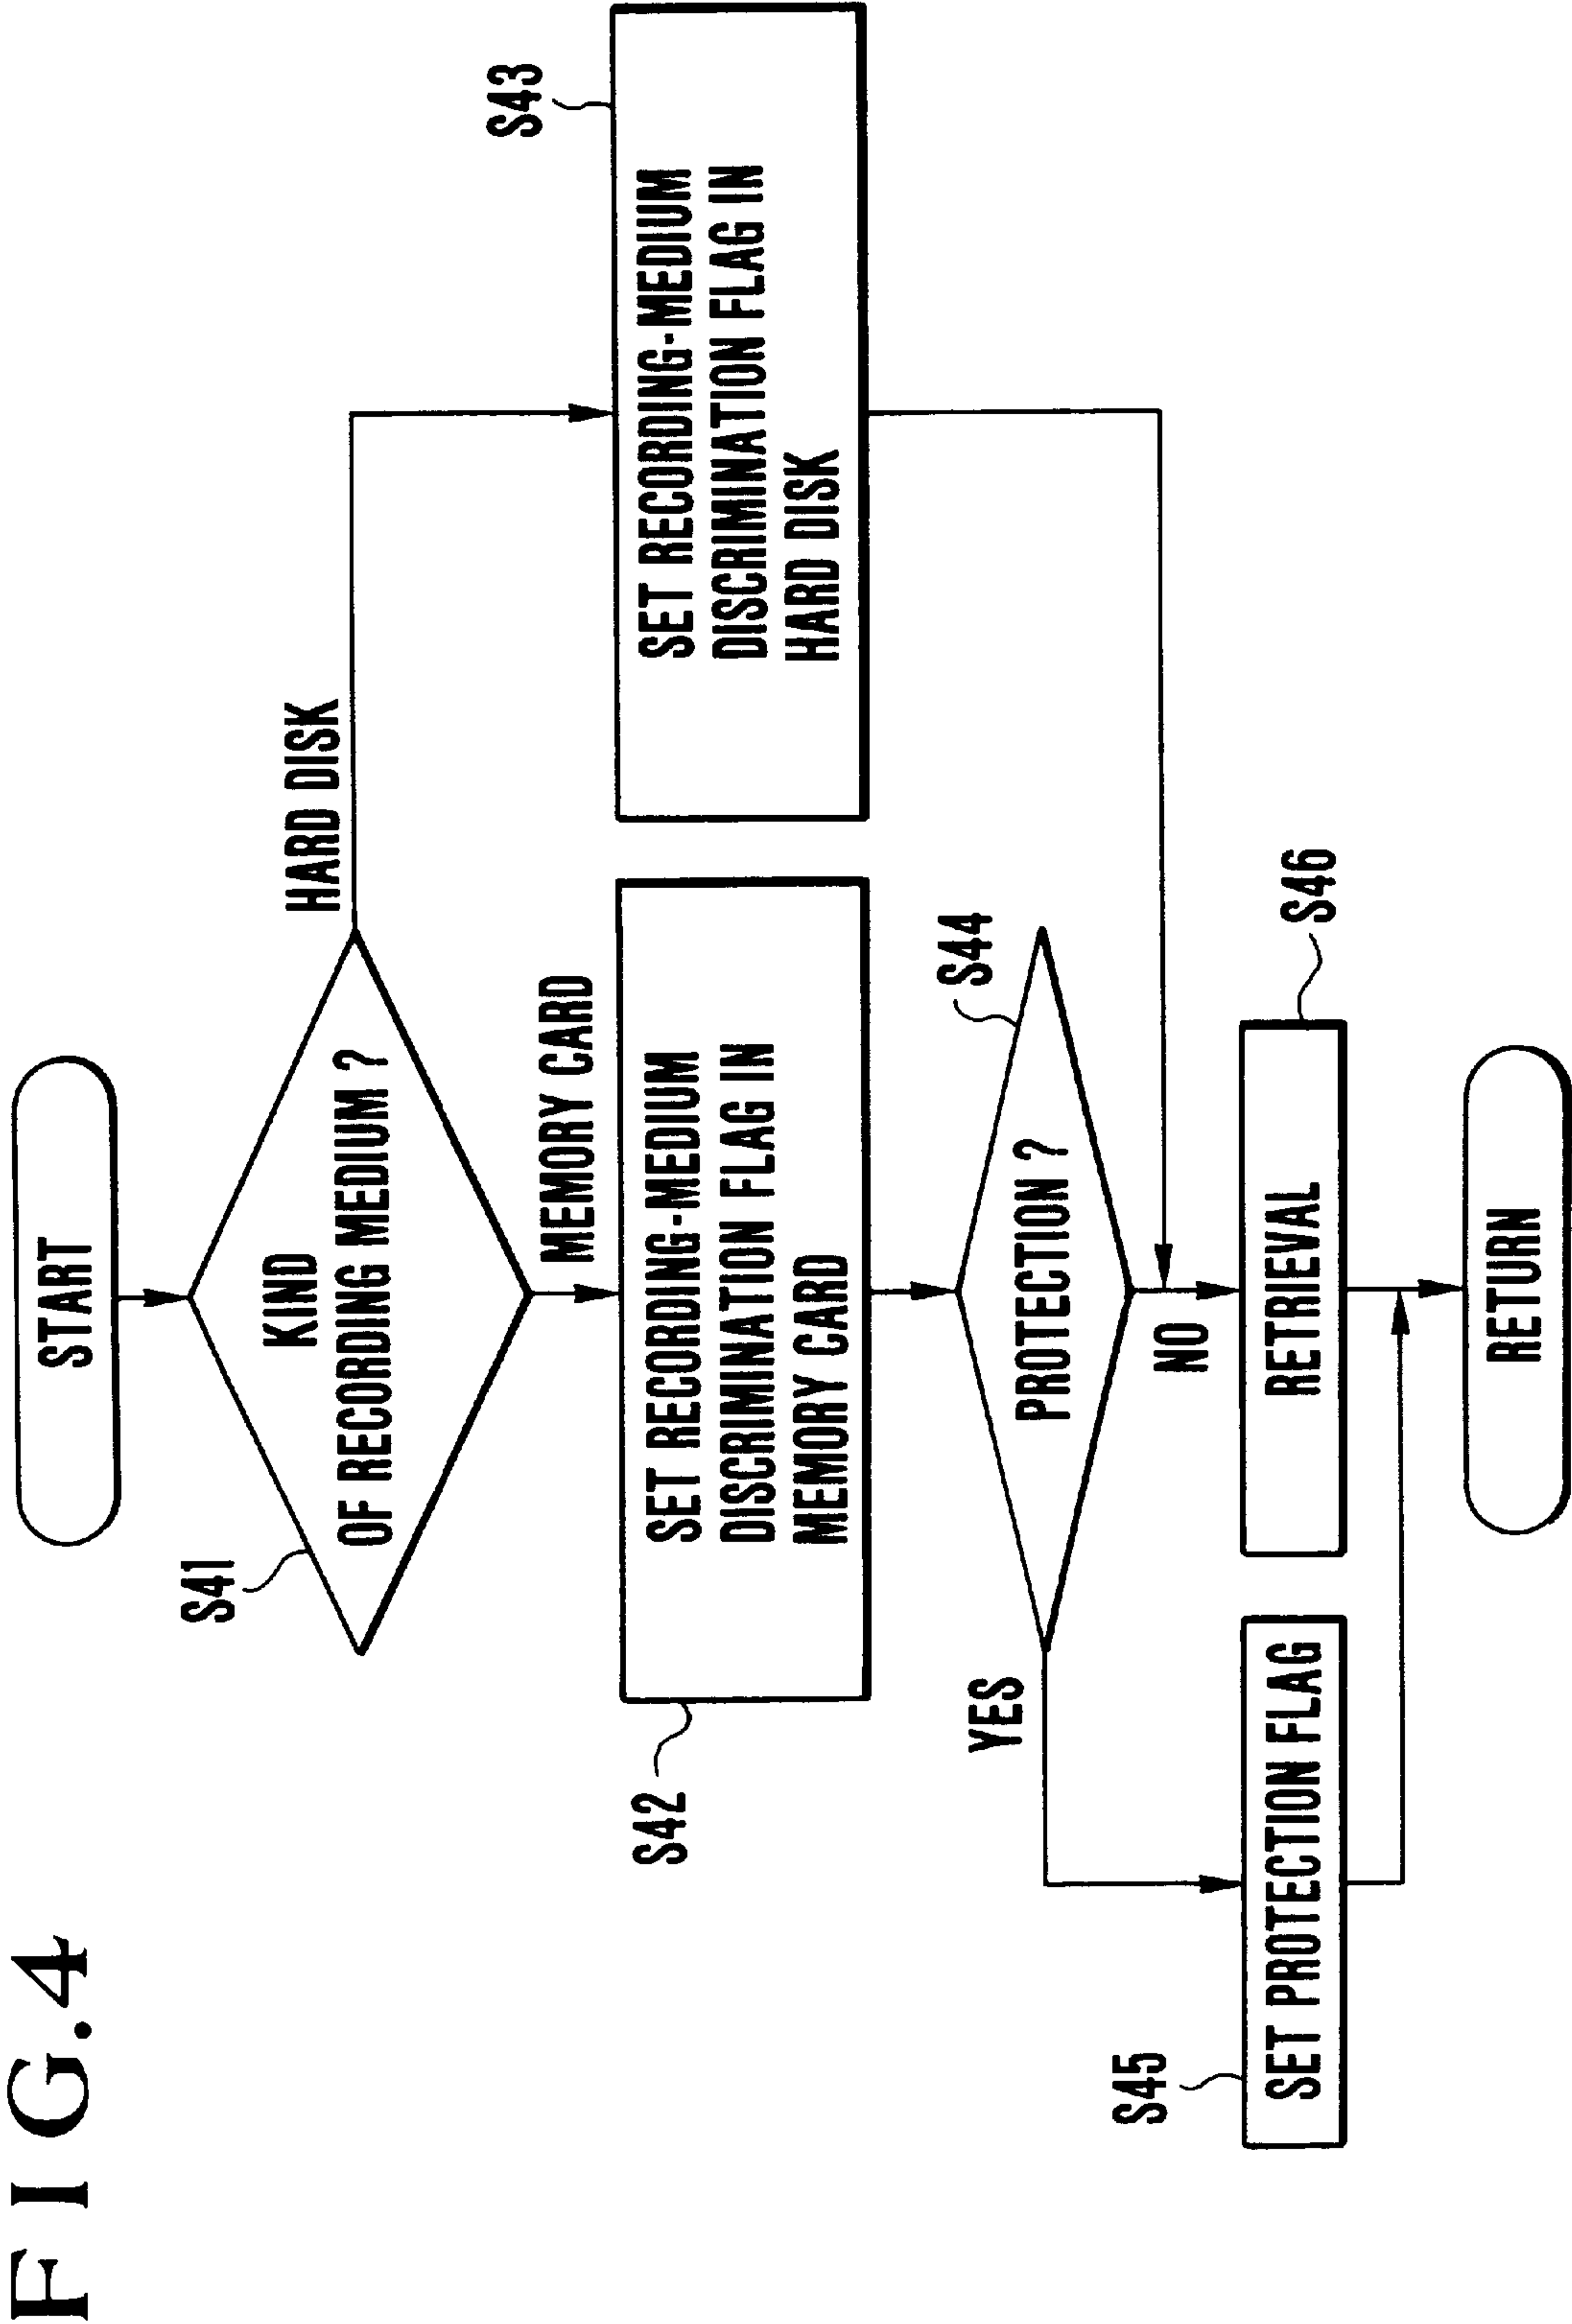 FIG.4
START
S41
KIND
OF RECORDING MEDIUM ?
HARD DISK
MEMORY CARD
S42
SET RECORDING-MEDIUM
DISCRIMINATION FLAG IN
MEMORY CARD
S43
SET RECORDING-MEDIUM
DISCRIMINATION FLAG IN
HARD DISK
S44
PROTECTION ?
YES
NO
S45
SET PROTECTION FLAG
S46
RETRIEVAL
RETURN